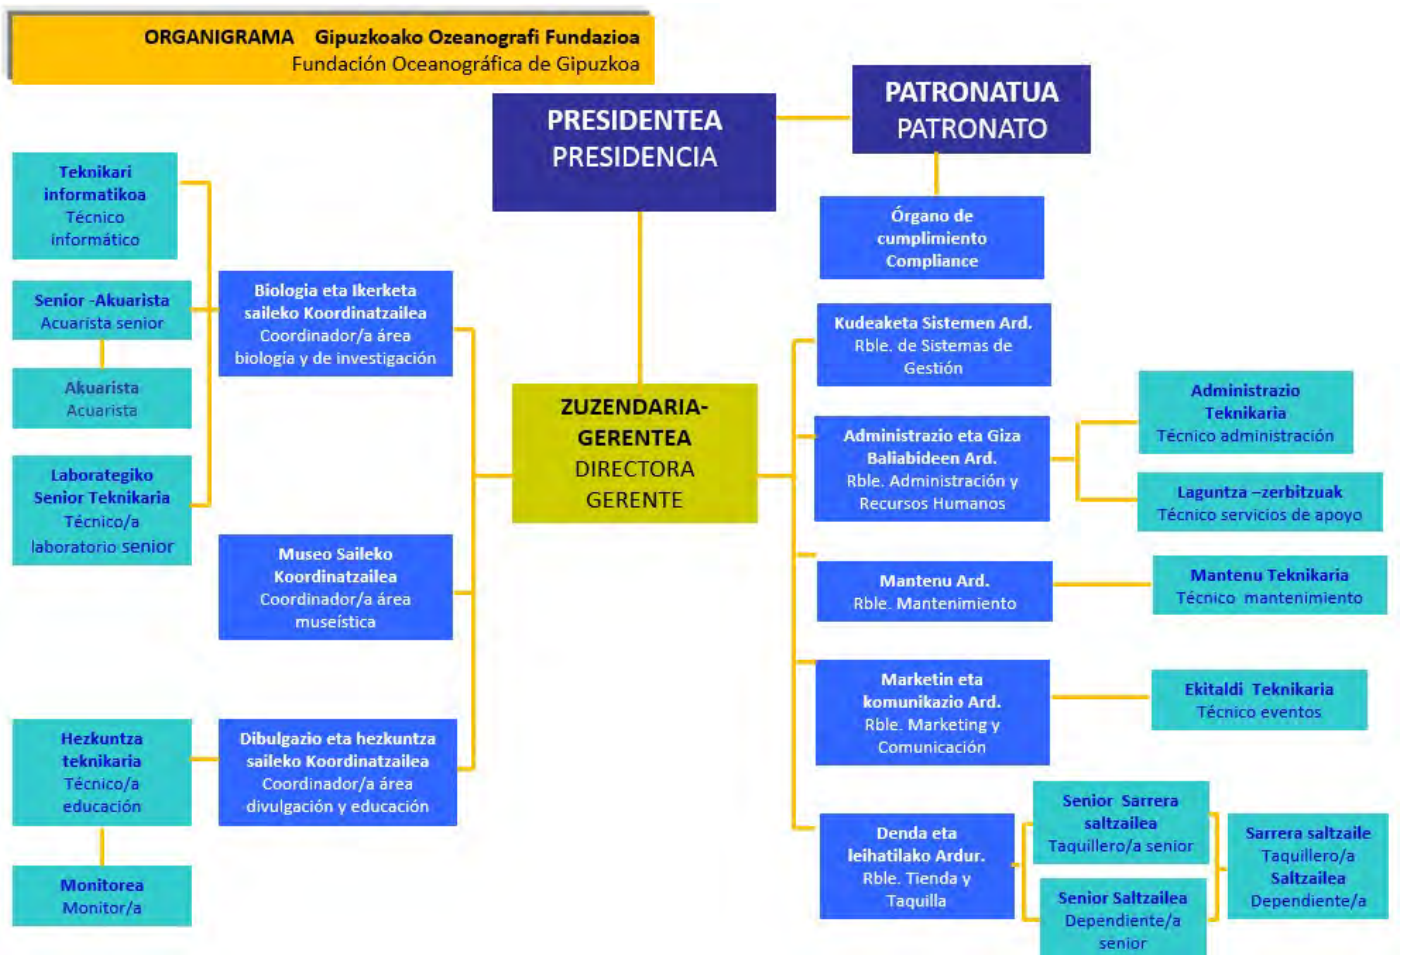 ORGANIGRAMA Gipuzkoako Ozeanografi Fundazioa
Fundación Oceanográfica de Gipuzkoa
PRESIDENTEA
PRESIDENCIA
PATRONATUA
PATRONATO
Órgano de
cumplimiento
Compliance
Teknikari
informatikoa
Técnico
informático
Senior -Akuarista
Acuarista senior
Akuarista
Acuarista
Laborategiko
Senior Teknikaria
Técnico/a
laboratorio senior
Biologia eta Ikerketa
saileko Koordinatzailea
Coordinador/a área
biología y de investigación
Museo Saileko
Koordinatzailea
Coordinador/a área
museística
Hezkuntza
teknikaria
Técnico/a
educación
Monitorea
Monitor/a
Dibulgazio eta hezkuntza
saileko Koordinatzailea
Coordinador/a área
divulgación y educación
ZUZENDARIA-
GERENTEA
DIRECTORA
GERENTE
Kudeaketa Sistemen Ard.
Rble. de Sistemas de
Gestión
Administrazio eta Giza
Baliabideen Ard.
Rble. Administración y
Recursos Humanos
Administrazio
Teknikaria
Técnico administración
Laguntza –zerbitzuak
Técnico servicios de apoyo
Mantenu Ard.
Rble. Mantenimiento
Mantenu Teknikaria
Técnico mantenimiento
Marketin eta
komunikazio Ard.
Rble. Marketing y
Comunicación
Ekitaldi Teknikaria
Técnico eventos
Denda eta
leihatilako Ardur.
Rble. Tienda y
Taquilla
Senior Sarrera
saltzailea
Taquillero/a senior
Senior Saltzailea
Dependiente/a
senior
Sarrera saltzaile
Taquillero/a
Saltzailea
Dependiente/a